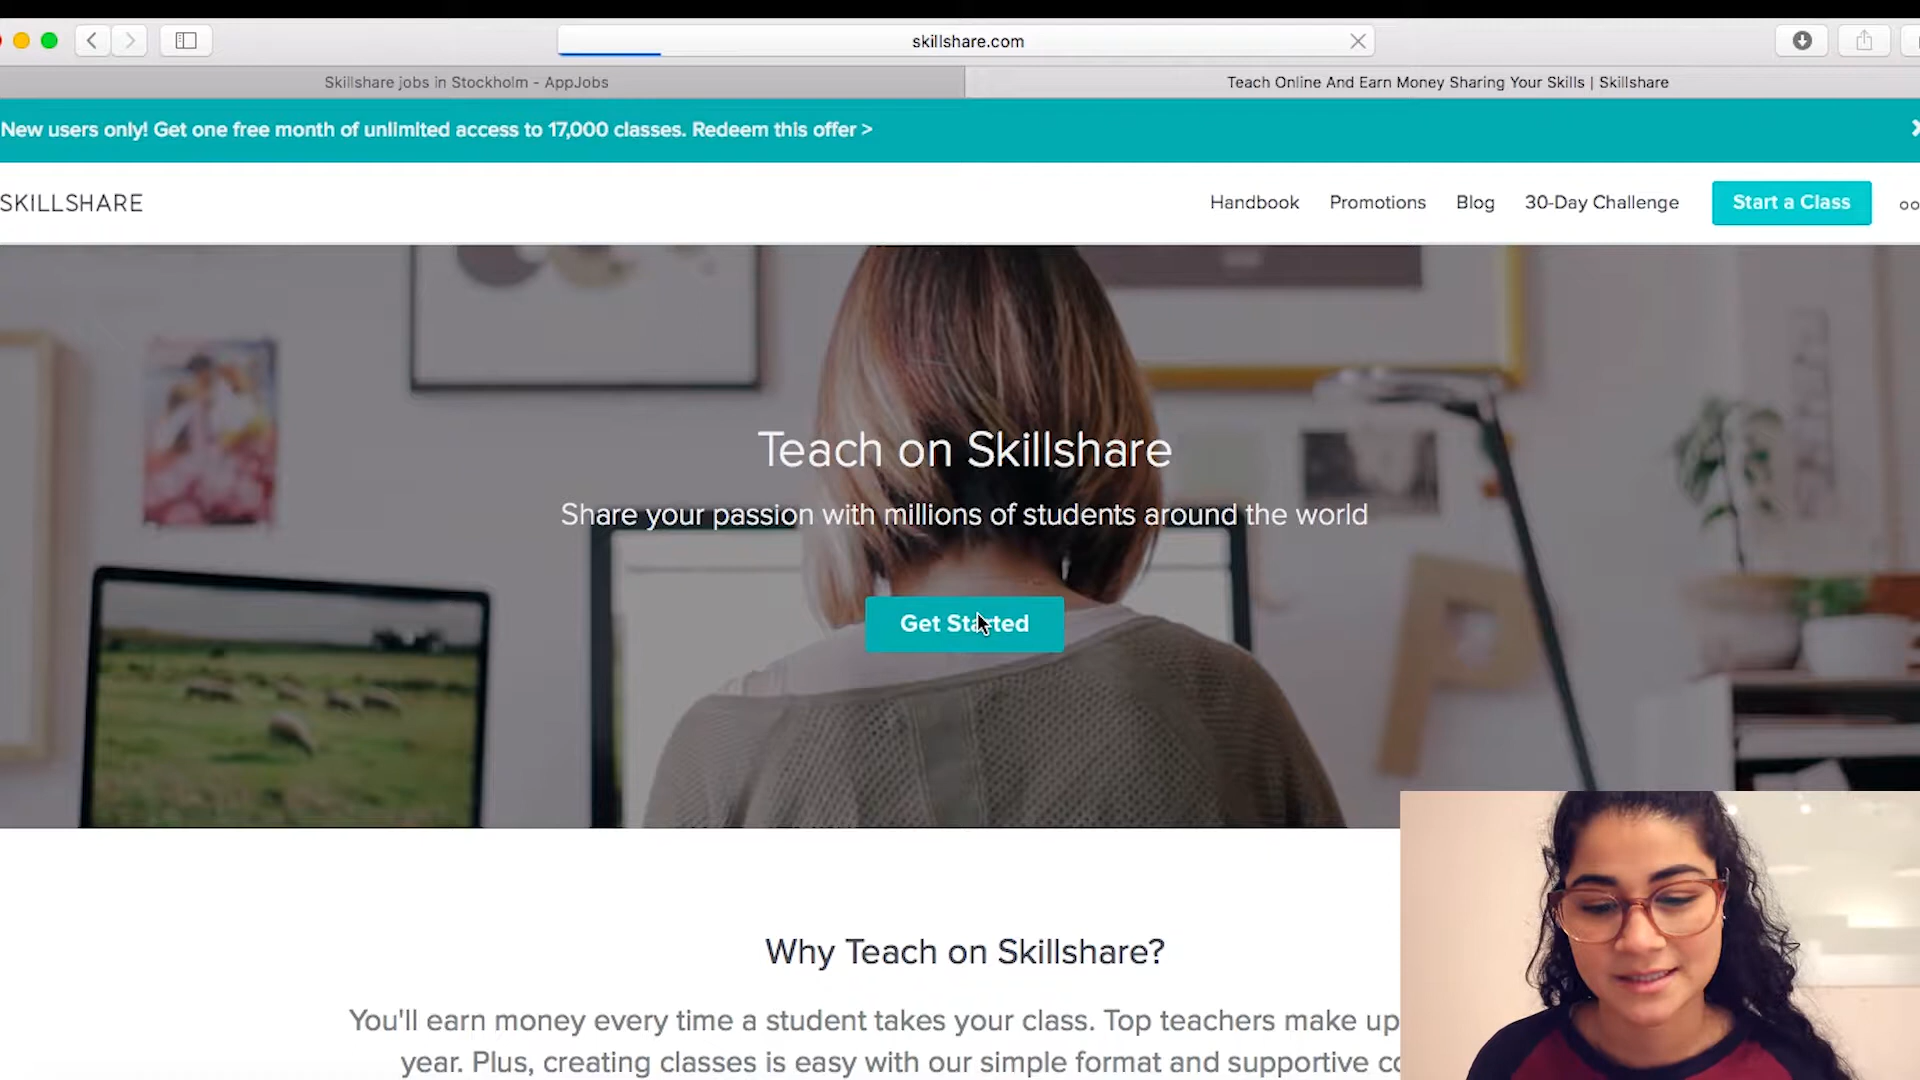 skillshare.com
Skillshare jobs in Stockholm - AppJobs
Teach Online And Earn Money Sharing Your Skills | Skillshare
New users only! Get one free month of unlimited access to 17,000 classes. Redeem this offer >
SKILLSHARE
Handbook
Promotions
Blog
30-Day Challenge
Start a Class
Teach on Skillshare
Share your passion with millions of students around the world
Get Started
Why Teach on Skillshare?
You'll earn money every time a student takes your class. Top teachers make up
year. Plus, creating classes is easy with our simple format and supportive